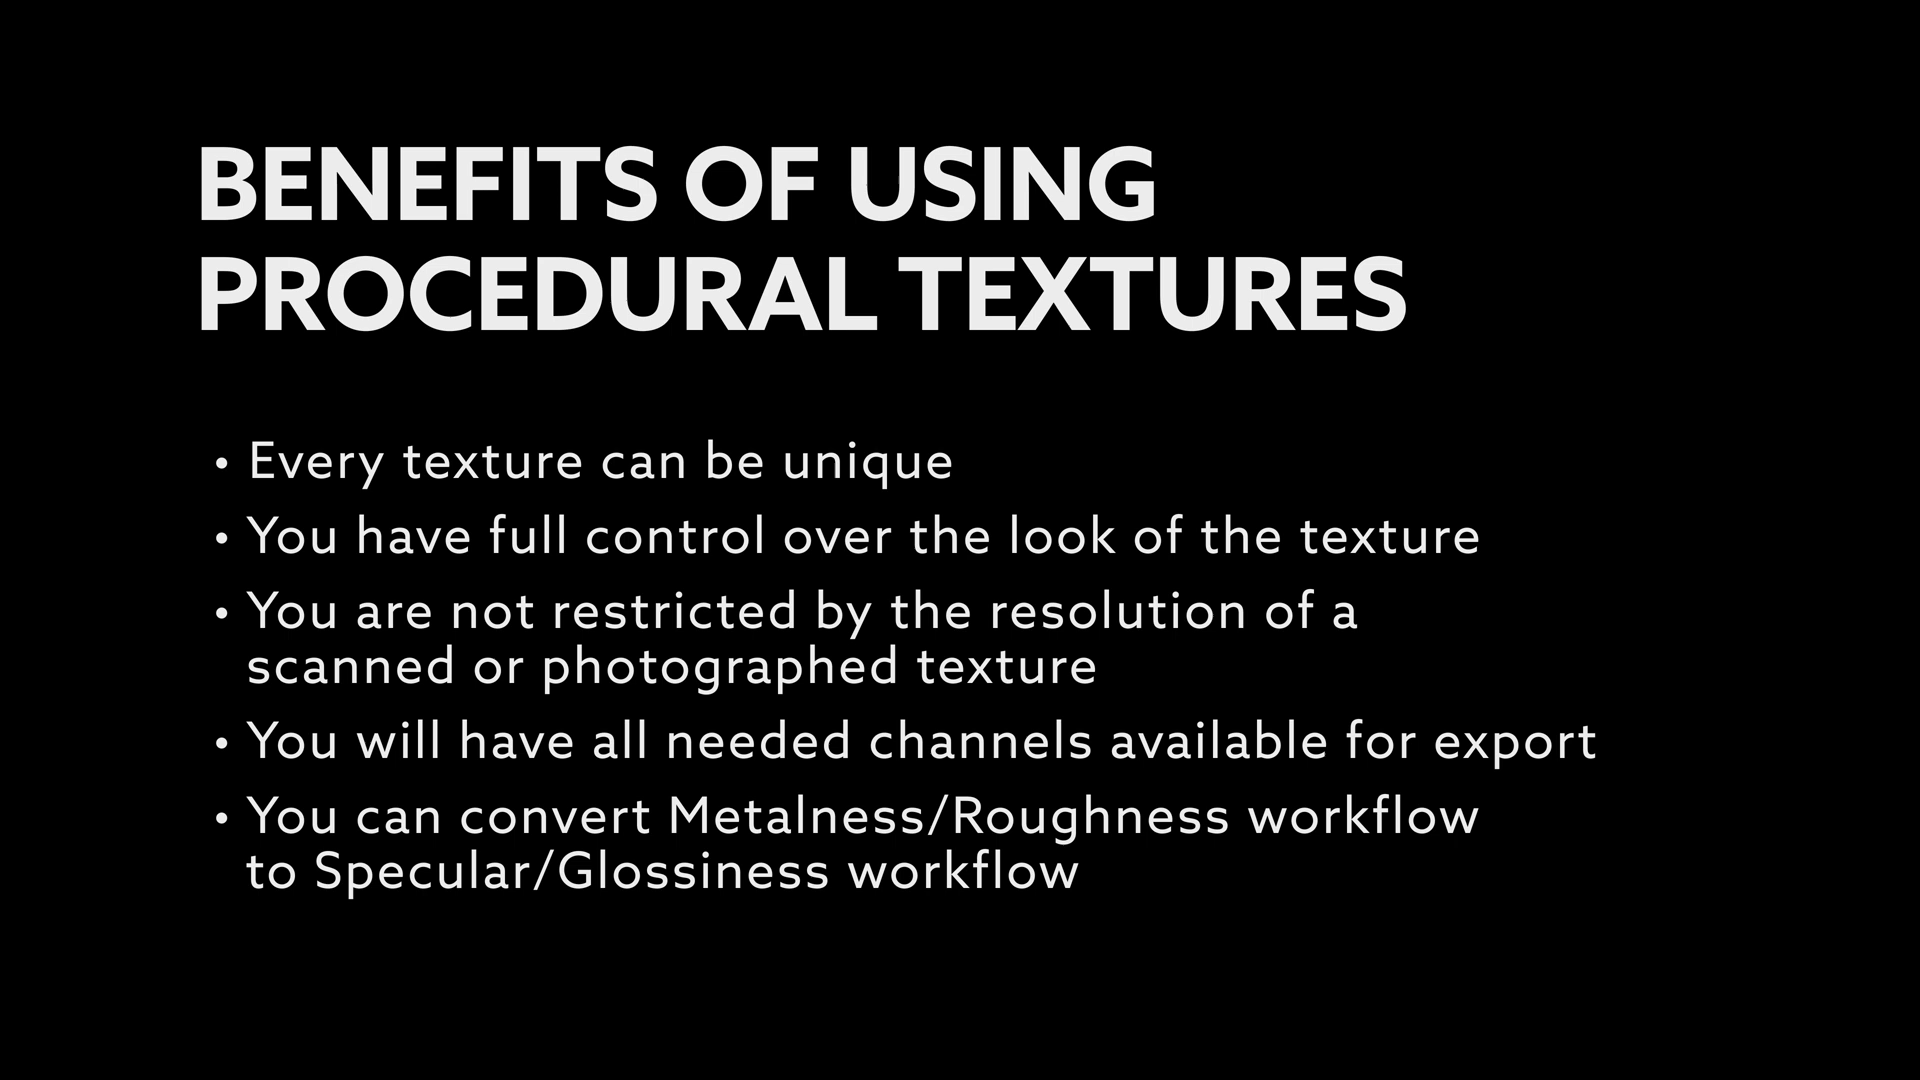 BENEFITS OF USING
PROCEDURAL TEXTURES
• Every texture can be unique
• You have full control over the look of the texture
• You are not restricted by the resolution of a
scanned or photographed texture
• You will have all needed channels available for export
• You can convert Metalness/Roughness workflow
to Specular/Glossiness workflow